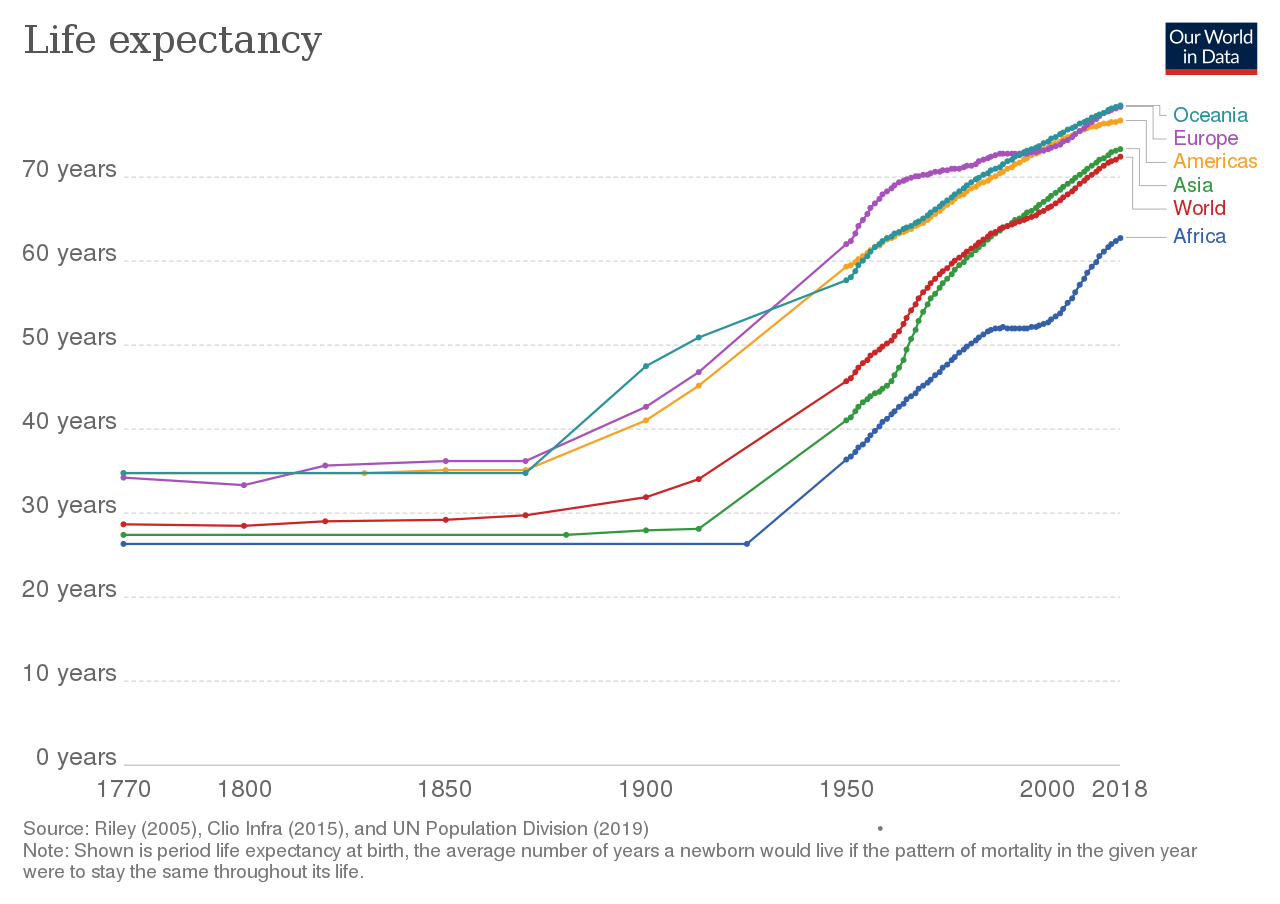 Life expectancy
Our World
in Data
Oceania
Europe
Americas
Asia
World
Africa
70 years
60 years
50 years
40 years
30 years
20 years
10 years
0 years
1770 1800 1850 1900 1950 2000 2018
Source: Riley (2005), Clio Infra (2015), and UN Population Division (2019) •
Note: Shown is period life expectancy at birth, the average number of years a newborn would live if the pattern of mortality in the given year
were to stay the same throughout its life.